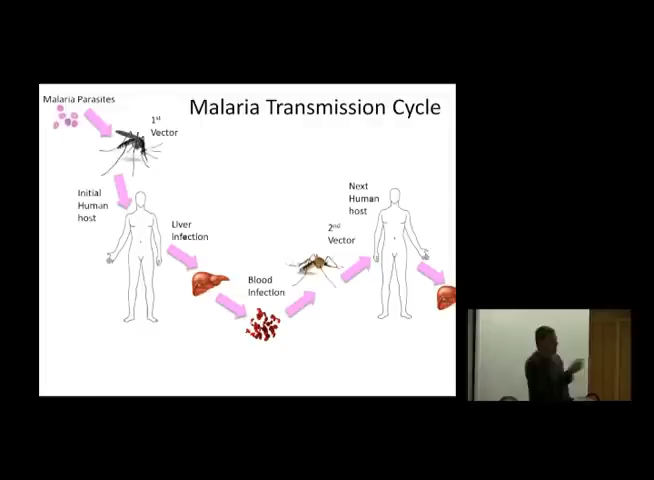 Malaria Parasites
Malaria Transmission Cycle
1st
Vector
Initial
Human
host
Liver
infection
Blood
Infection
2nd
Vector
Next
Human
host